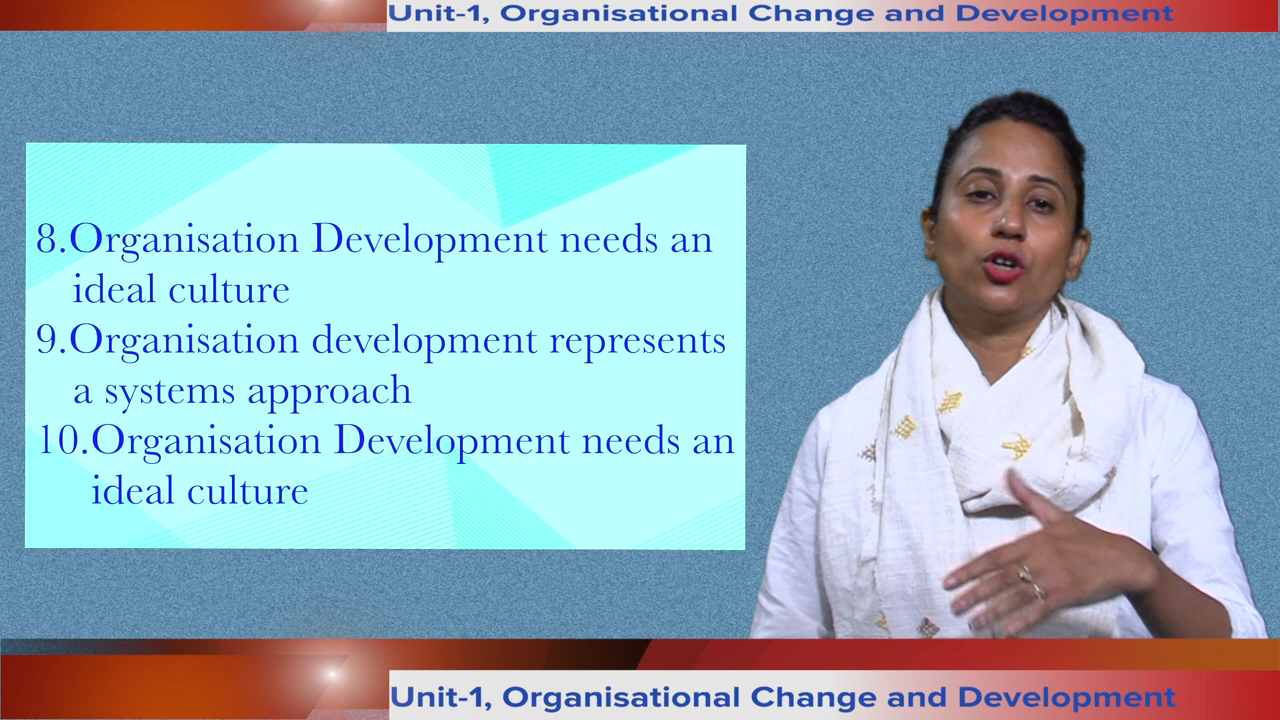 Unit-1, Organisational Change and Development
8.Organisation Development needs an
ideal culture
9.Organisation development represents
a systems approach
10.Organisation Development needs an
ideal culture
Unit-1, Organisational Change and Development